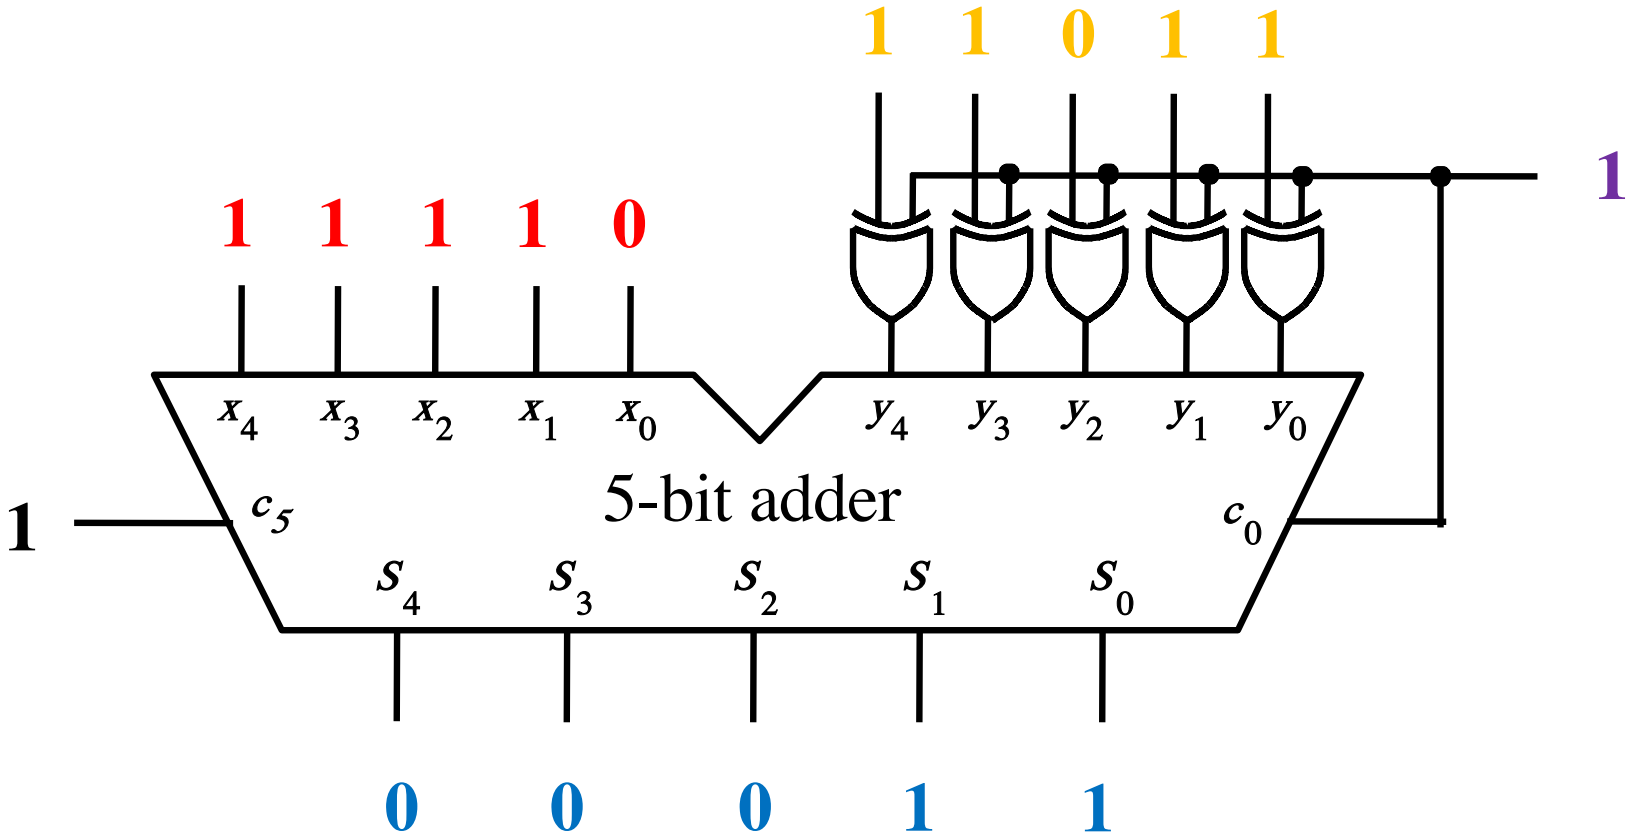 1 1 0 1 1
1
1 1 1 1 0
x4 x3 x2 x1 x0 y4 y3 y2 y1 y0
5-bit adder
1 c5 c0
s4 s3 s2 s1 s0
0 0 0 1 1